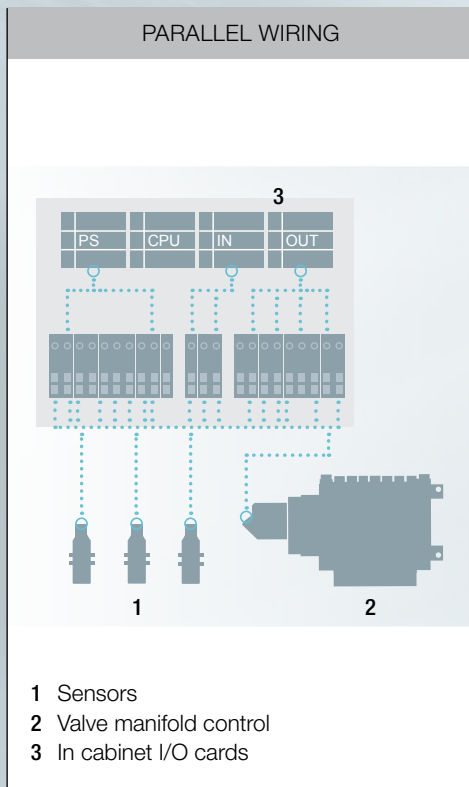 PARALLEL WIRING
3
PS CPU IN OUT
1 2
1 Sensors
2 Valve manifold control
3 In cabinet I/O cards